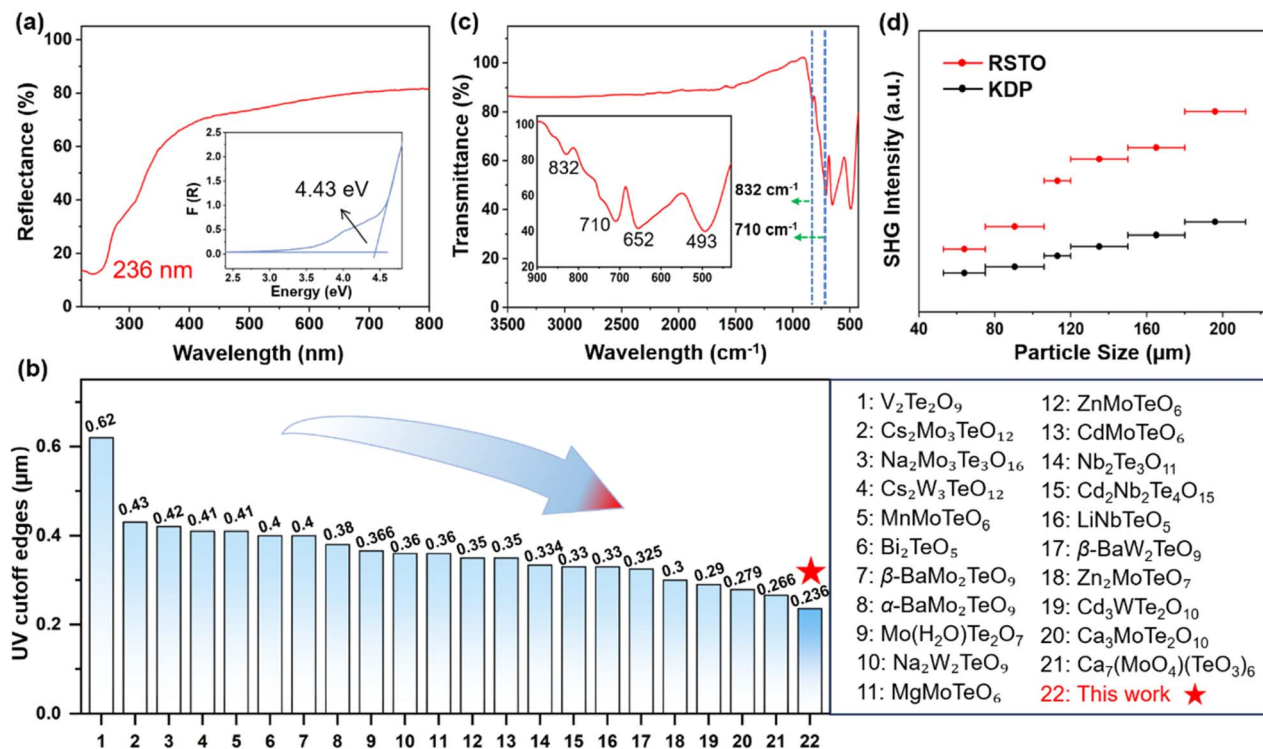 (a)
100
80
60
40
20
0
Reflectance (%)
300 400 500 600 700 800
Wavelength (nm)
236 nm
2.5
2.0
1.5
1.0
0.5
0.0
F (R)
4.43 eV
2.5 3.0 3.5 4.0 4.5
Energy (eV)
(c)
100
80
60
40
20
0
Transmittance (%)
3500 3000 2500 2000 1500 1000 500
Wavelength (cm⁻¹)
100
80
60
40
832
710
652
493
900 800 700 600 500
832 cm⁻¹
710 cm⁻¹
(d)
RSTO
KDP
SHG Intensity (a.u.)
40 80 120 160 200
Particle Size (μm)
(b)
UV cutoff edges (μm)
0.6
0.4
0.2
0.0
0.62
0.43
0.42
0.41
0.41
0.4
0.4
0.38
0.366
0.36
0.36
0.35
0.35
0.334
0.33
0.33
0.325
0.3
0.29
0.279
0.266
0.236
1 2 3 4 5 6 7 8 9 10 11 12 13 14 15 16 17 18 19 20 21 22
1: V₂Te₂O₉
2: Cs₂Mo₃TeO₁₂
3: Na₂Mo₃Te₃O₁₆
4: Cs₂W₃TeO₁₂
5: MnMoTeO₆
6: Bi₂TeO₅
7: β-BaMo₂TeO₉
8: α-BaMo₂TeO₉
9: Mo(H₂O)Te₂O₇
10: Na₂W₂TeO₉
11: MgMoTeO₆
12: ZnMoTeO₆
13: CdMoTeO₆
14: Nb₂Te₃O₁₁
15: Cd₂Nb₂Te₄O₁₅
16: LiNbTeO₅
17: β-BaW₂TeO₉
18: Zn₂MoTeO₇
19: Cd₃WTe₂O₁₀
20: Ca₃MoTe₂O₁₀
21: Ca₇(MoO₄)(TeO₃)₆
22: This work